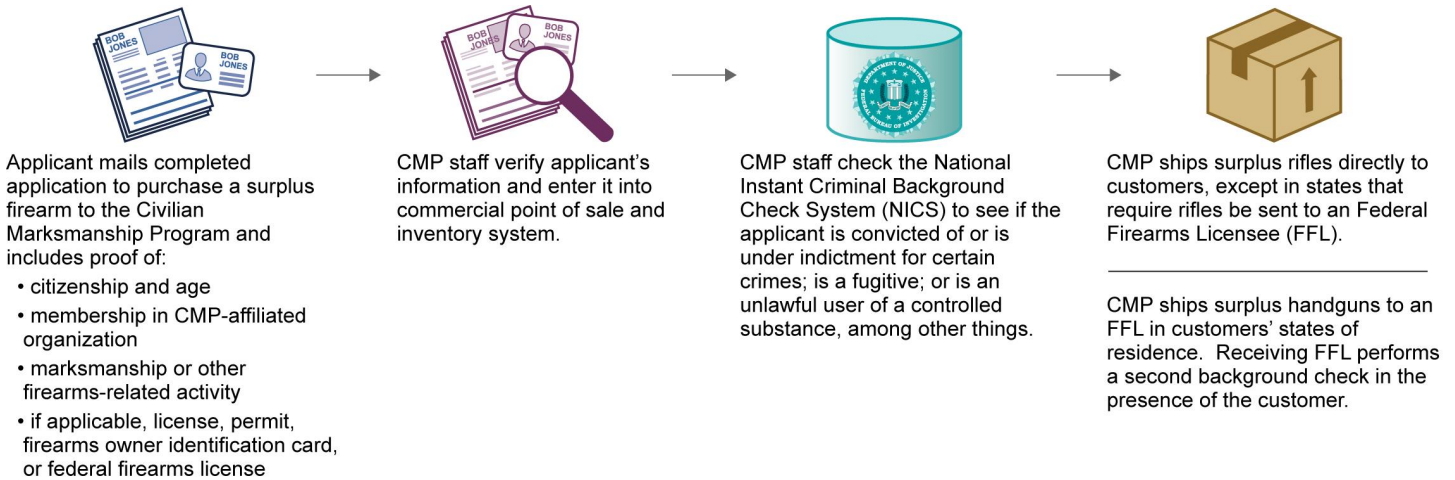 BOB
JONES
BOB
JONES
Applicant mails completed
application to purchase a surplus
firearm to the Civilian
Marksmanship Program and
includes proof of:
• citizenship and age
• membership in CMP-affiliated
organization
• marksmanship or other
firearms-related activity
• if applicable, license, permit,
firearms owner identification card,
or federal firearms license
BOB
JONES
BOB
JONES
CMP staff verify applicant’s
information and enter it into
commercial point of sale and
inventory system.
DEPARTMENT OF JUSTICE
FEDERAL BUREAU OF INVESTIGATION
CMP staff check the National
Instant Criminal Background
Check System (NICS) to see if the
applicant is convicted of or is
under indictment for certain
crimes; is a fugitive; or is an
unlawful user of a controlled
substance, among other things.
CMP ships surplus rifles directly to
customers, except in states that
require rifles be sent to an Federal
Firearms Licensee (FFL).
CMP ships surplus handguns to an
FFL in customers’ states of
residence.  Receiving FFL performs
a second background check in the
presence of the customer.